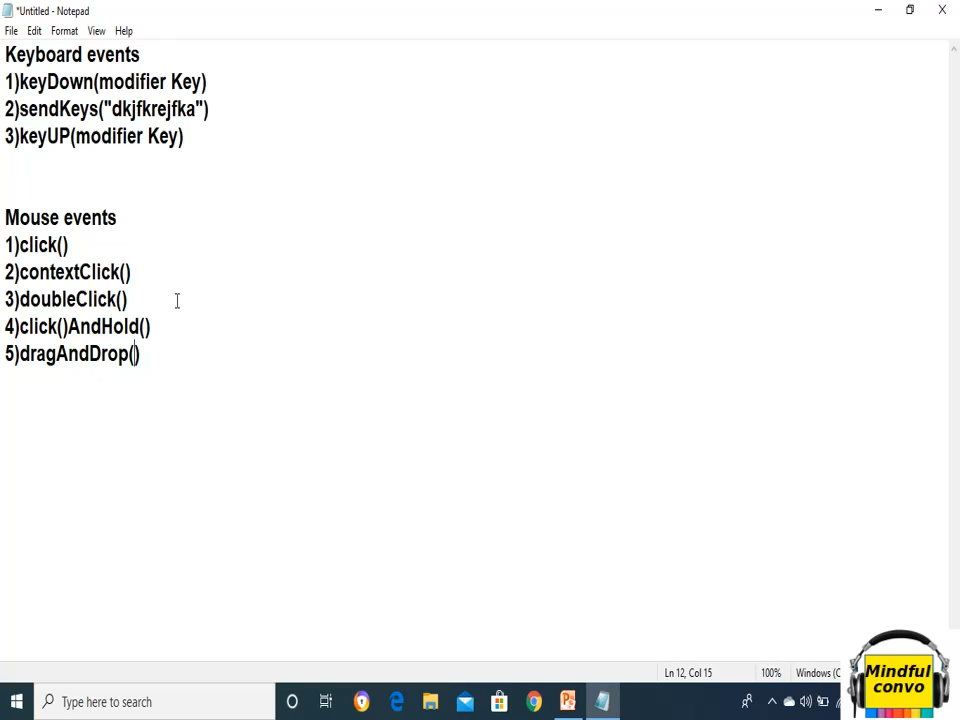 *Untitled - Notepad
File Edit Format View Help
Keyboard events
1)keyDown(modifier Key)
2)sendKeys("dkjfkrejfka")
3)keyUP(modifier Key)
Mouse events
1)click()
2)contextClick()
3)doubleClick()
4)click()AndHold()
5)dragAndDrop()
Ln 12, Col 15 100% Windows (C
Type here to search
Mindful
convo